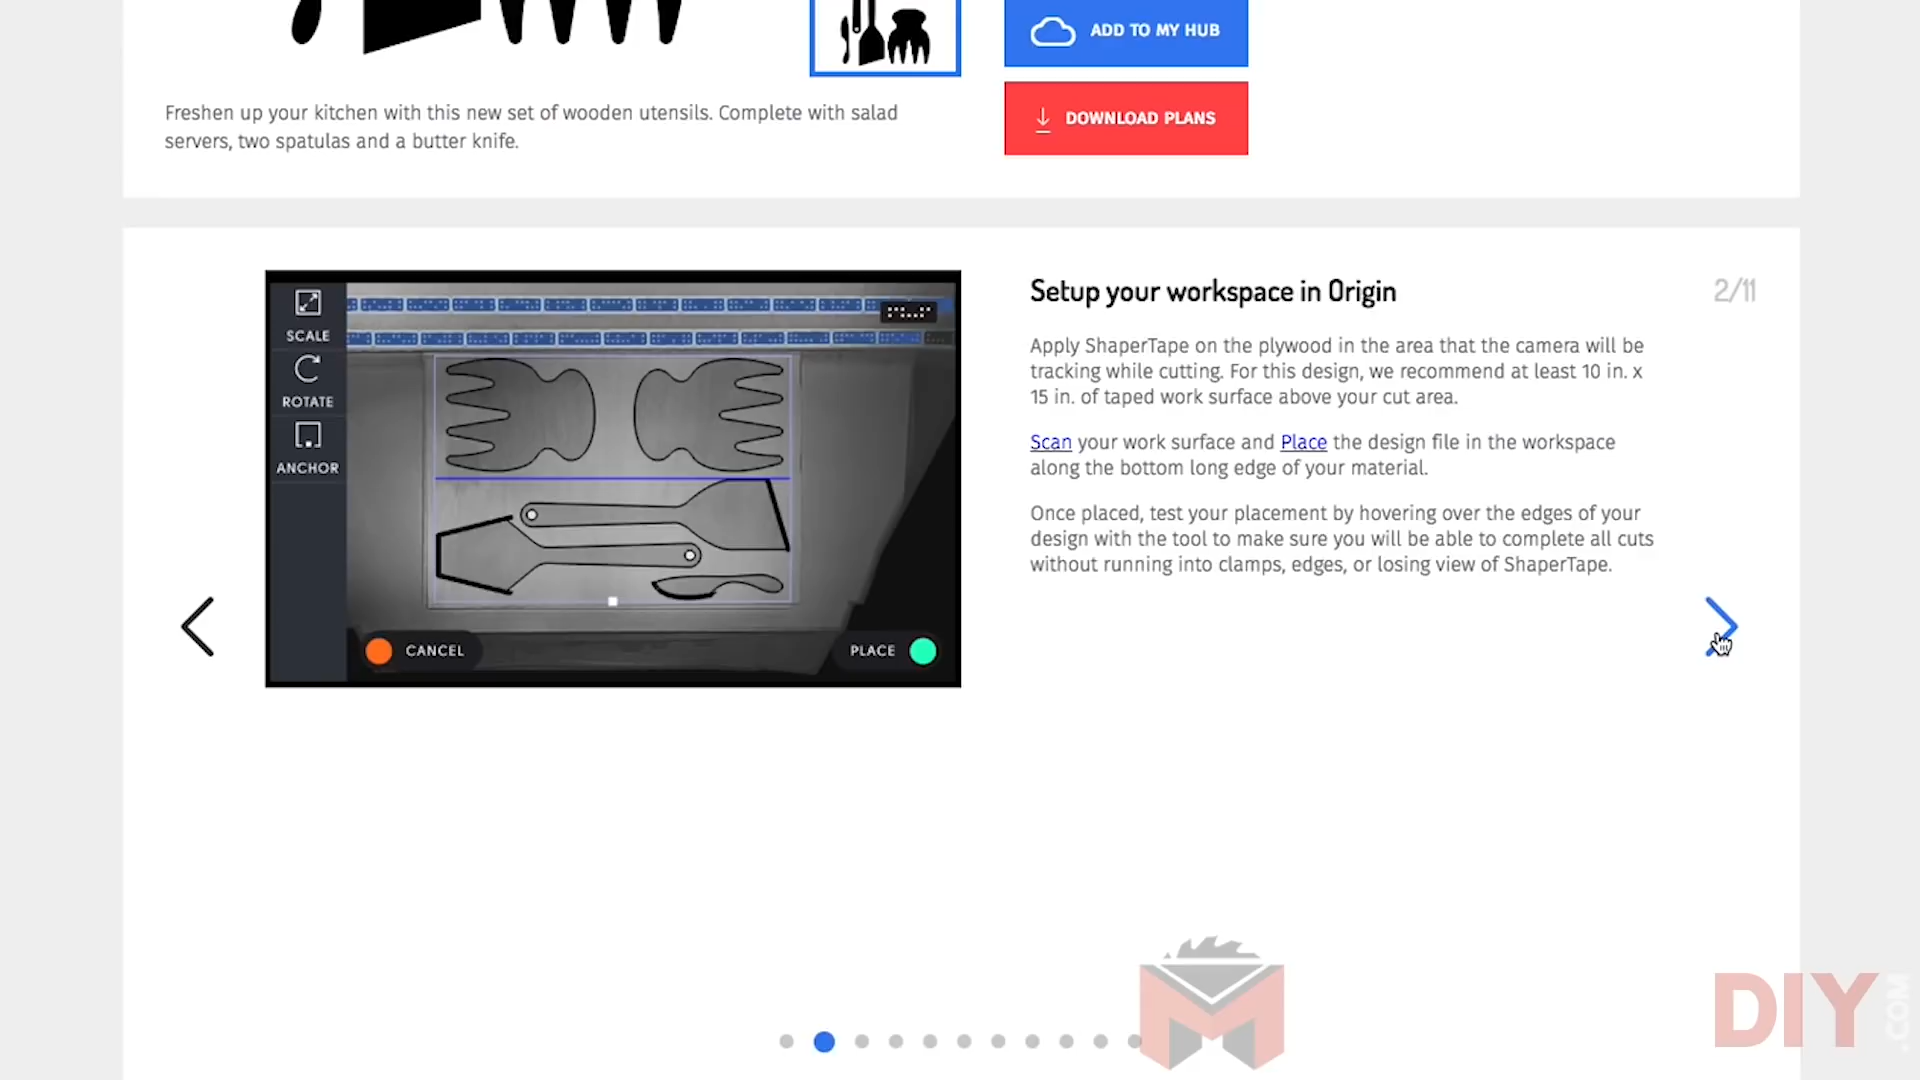 ADD TO MY HUB
DOWNLOAD PLANS
Freshen up your kitchen with this new set of wooden utensils. Complete with salad
servers, two spatulas and a butter knife.
SCALE
ROTATE
ANCHOR
CANCEL
PLACE
Setup your workspace in Origin
2/11
Apply ShaperTape on the plywood in the area that the camera will be
tracking while cutting. For this design, we recommend at least 10 in. x
15 in. of taped work surface above your cut area.
Scan your work surface and Place the design file in the workspace
along the bottom long edge of your material.
Once placed, test your placement by hovering over the edges of your
design with the tool to make sure you will be able to complete all cuts
without running into clamps, edges, or losing view of ShaperTape.
M
DIY.COM